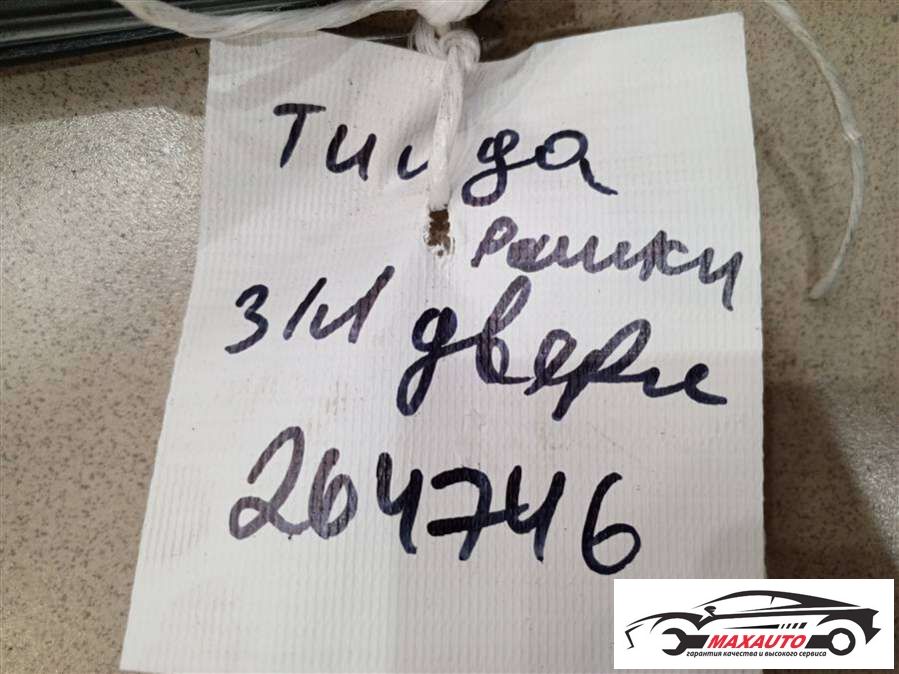 Тиида
рамки
з/л двери
264746
MAXAUTO
гарантия качества и высокого сервиса